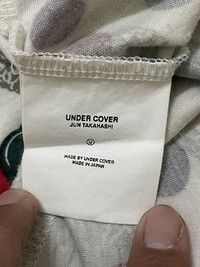 UNDER COVER
JUN TAKAHASHI
MADE BY UNDER COVER
MADE IN JAPAN